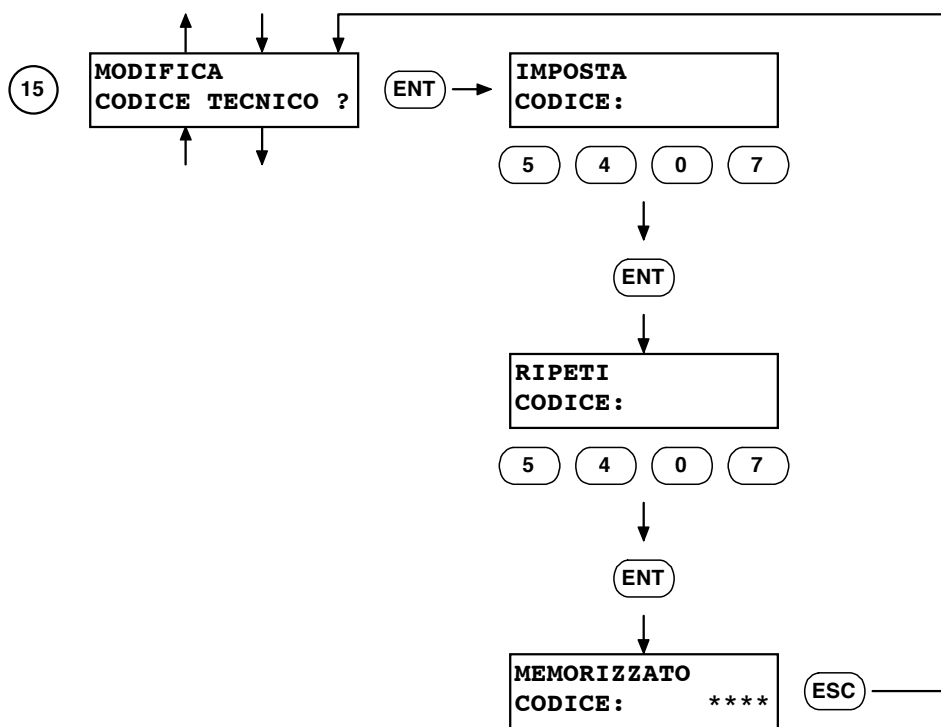 15
MODIFICA
CODICE TECNICO ?
ENT
IMPOSTA
CODICE:
5 4 0 7
ENT
RIPETI
CODICE:
5 4 0 7
ENT
MEMORIZZATO
CODICE: ****
ESC